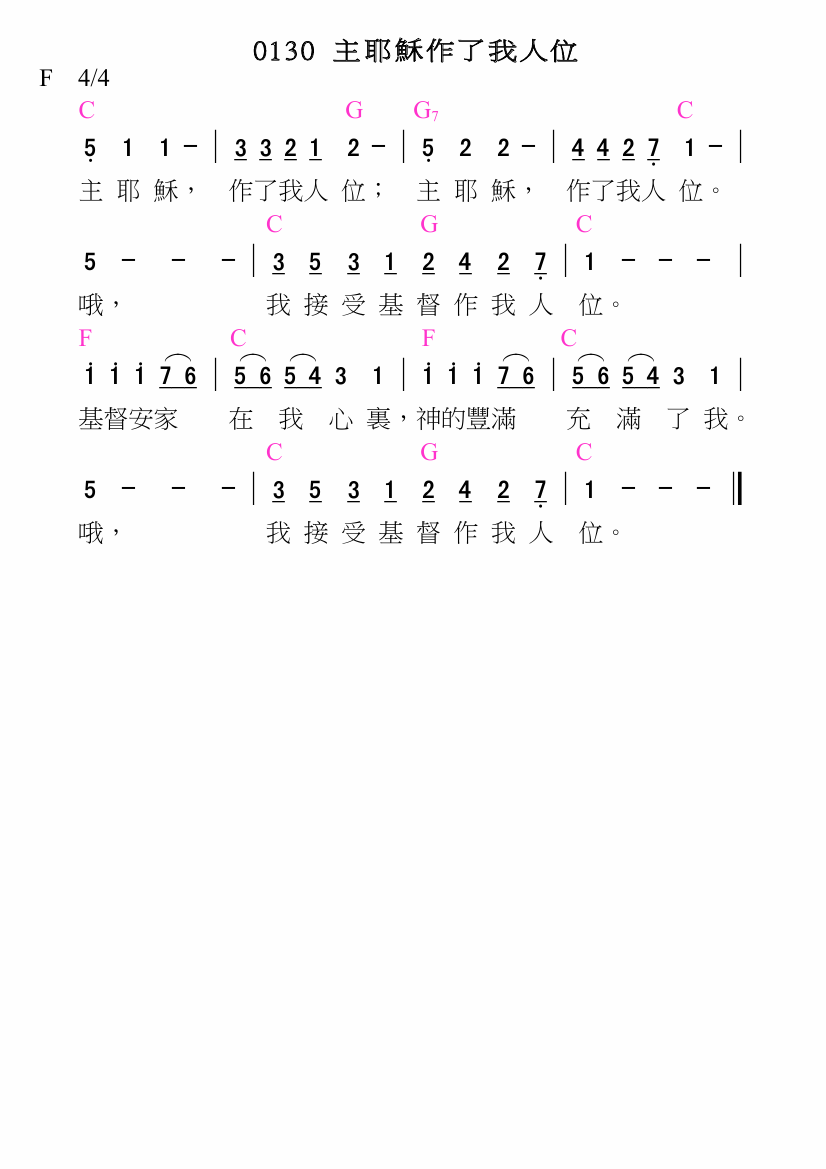 0130 主耶穌作了我人位
F 4/4
C G G7 C
5 1 1 - | 3 3 2 1 2 - | 5 2 2 - | 4 4 2 7 1 - |
主 耶 穌， 作了我人 位； 主 耶 穌， 作了我人 位。
C G C
5 - - - | 3 5 3 1 2 4 2 7 | 1 - - - |
哦， 我 接 受 基 督 作 我 人 位。
F C F C
1 1 1 7 6 | 5 6 5 4 3 1 | 1 1 1 7 6 | 5 6 5 4 3 1 |
基督安家 在 我 心 裏，神的豐滿 充 滿 了 我。
C G C
5 - - - | 3 5 3 1 2 4 2 7 | 1 - - - ||
哦， 我 接 受 基 督 作 我 人 位。